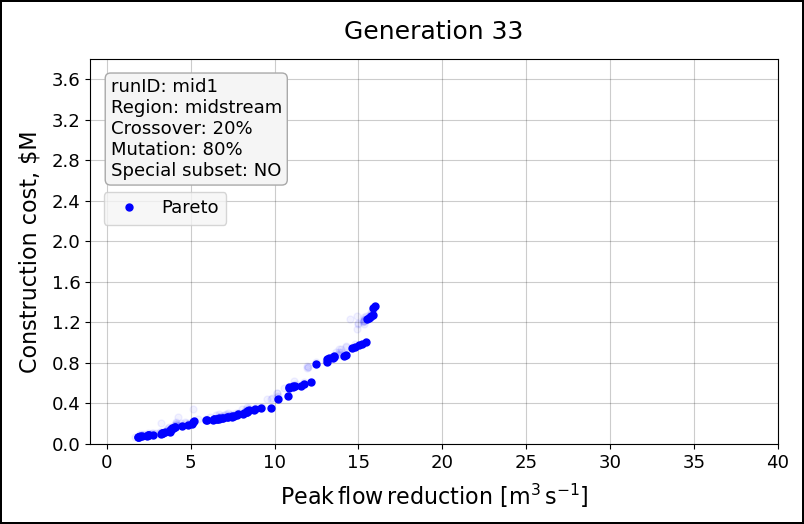 Generation 33
runID: mid1
Region: midstream
Crossover: 20%
Mutation: 80%
Special subset: NO
Pareto
Construction cost, $M
3.6
3.2
2.8
2.4
2.0
1.6
1.2
0.8
0.4
0.0
0 5 10 15 20 25 30 35 40
Peak flow reduction [m³ s⁻¹]